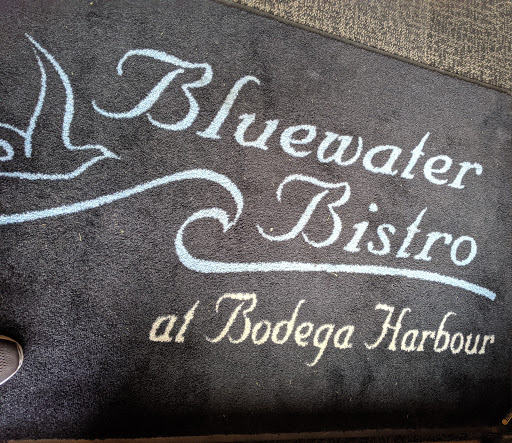 Bluewater
Bistro
at Bodega Harbour